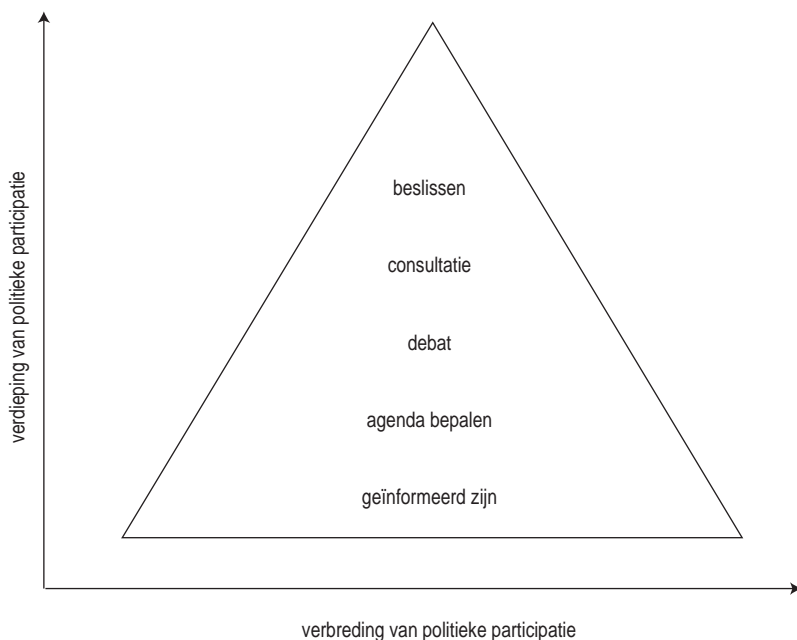 verdieping van politieke participatie
beslissen
consultatie
debat
agenda bepalen
geïnformeerd zijn
verbreding van politieke participatie